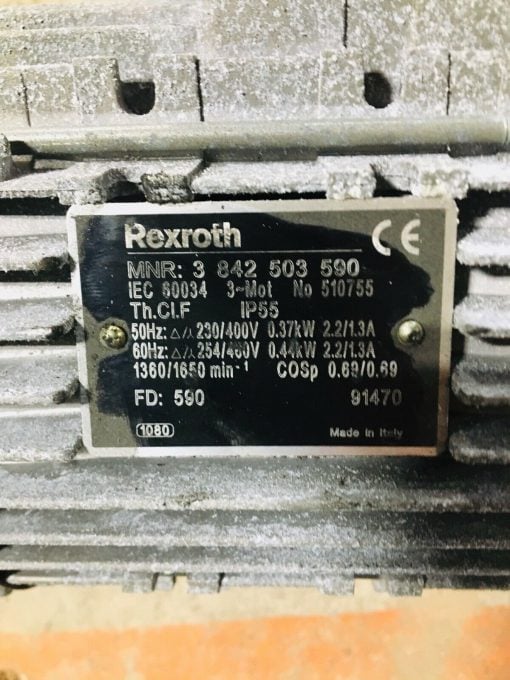 Rexroth CE
MNR: 3 842 503 590
IEC 60034 3~Mot No 510755
Th.Cl.F IP55
50Hz: △/⅄ 230/400V 0.37kW 2.2/1.3A
60Hz: △/⅄ 254/460V 0.44kW 2.2/1.3A
1360/1650 min⁻¹ COSp 0.69/0.69
FD: 590 91470
1080 Made in Italy